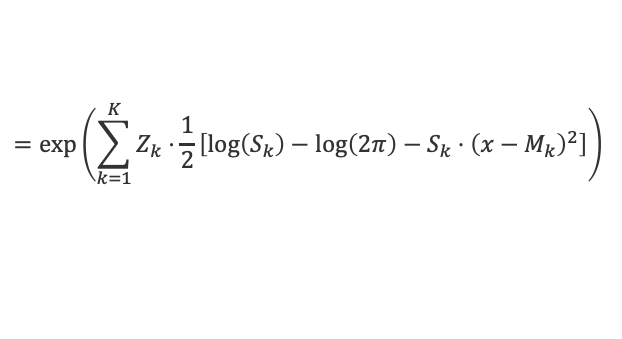 = exp(∑_{k=1}^{K} Z_k · 1/2 [log(S_k) − log(2π) − S_k · (x − M_k)²])